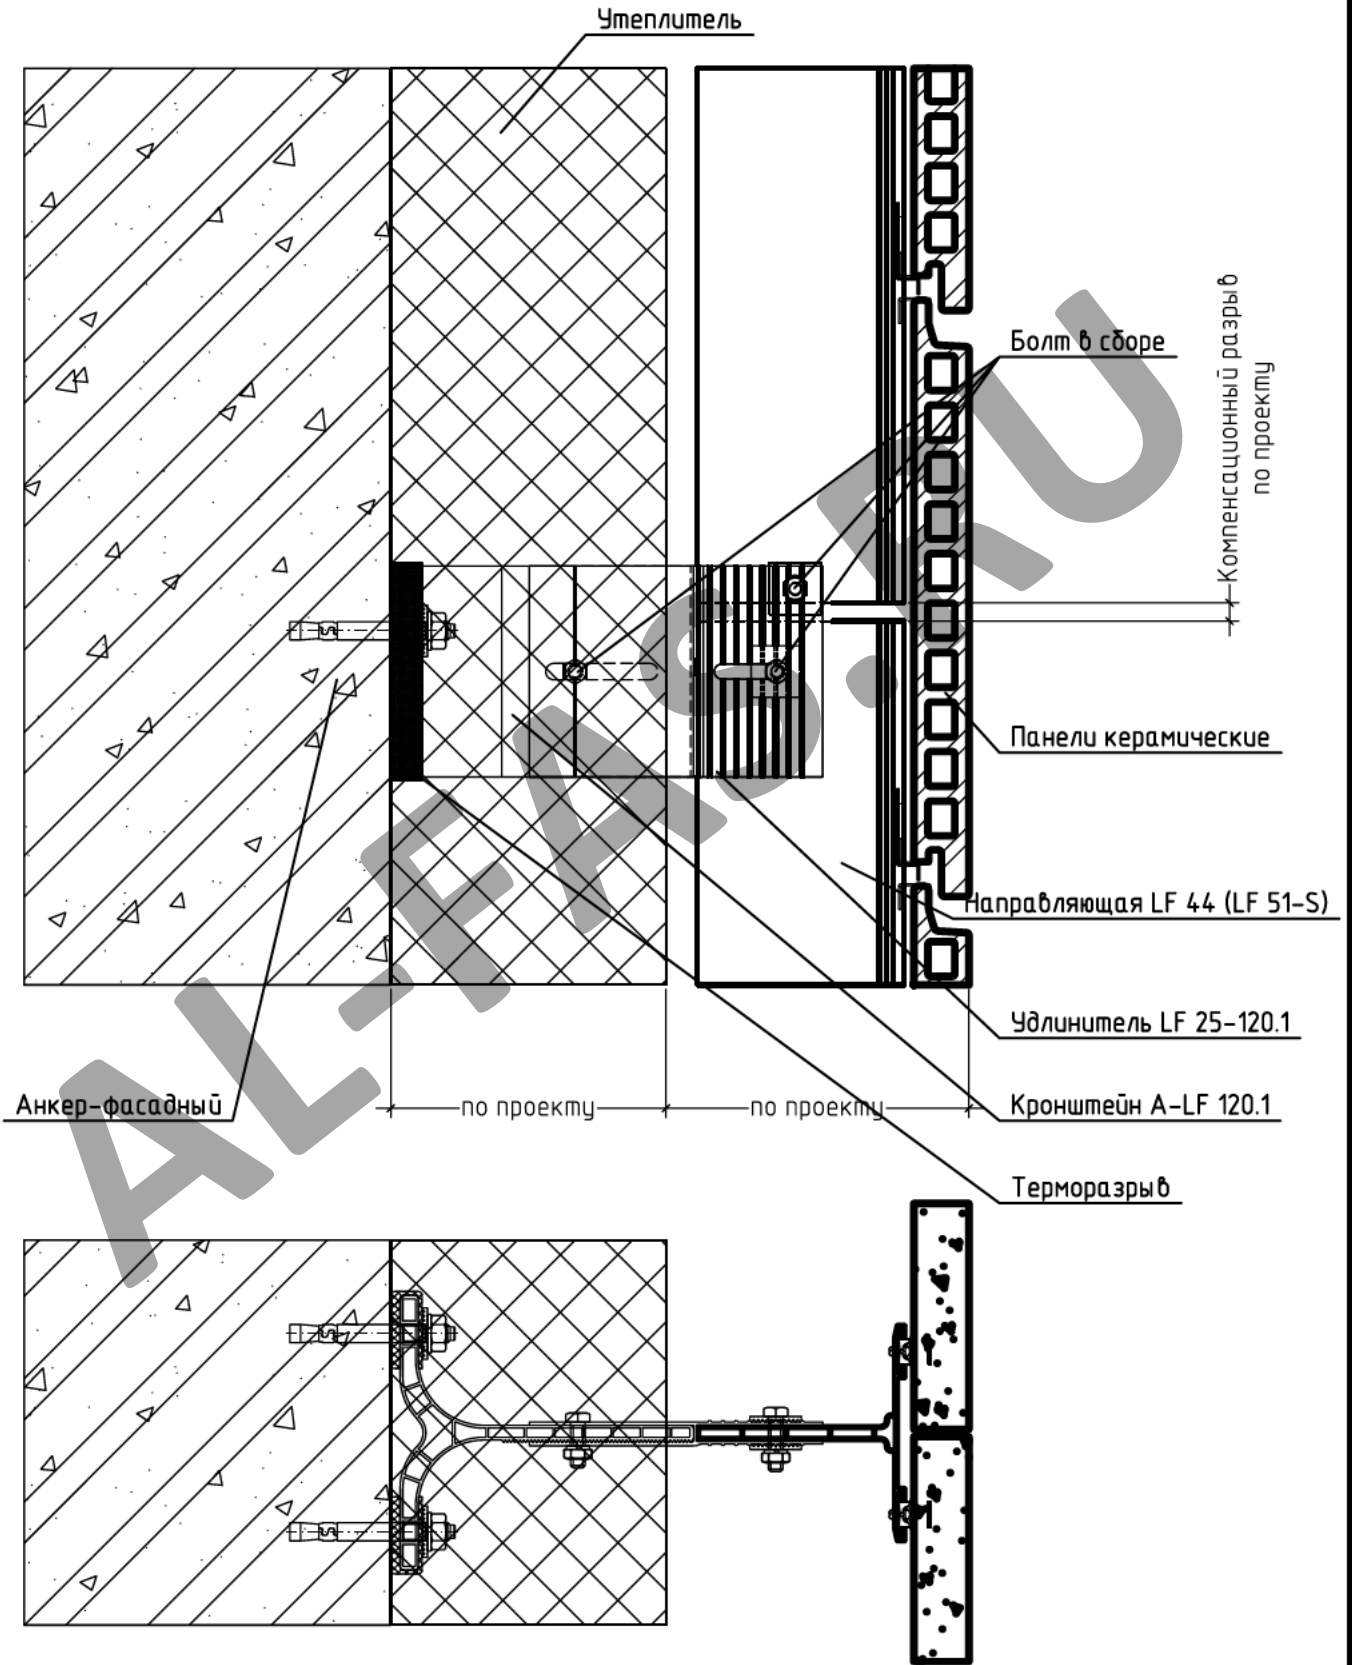 Утеплитель
Болт в сборе
Компенсационный разрыв
по проекту
Панели керамические
Направляющая LF 44 (LF 51-S)
Удлинитель LF 25-120.1
Анкер-фасадный
по проекту
по проекту
Кронштейн A-LF 120.1
Терморазрыв
AL-FAS.RU